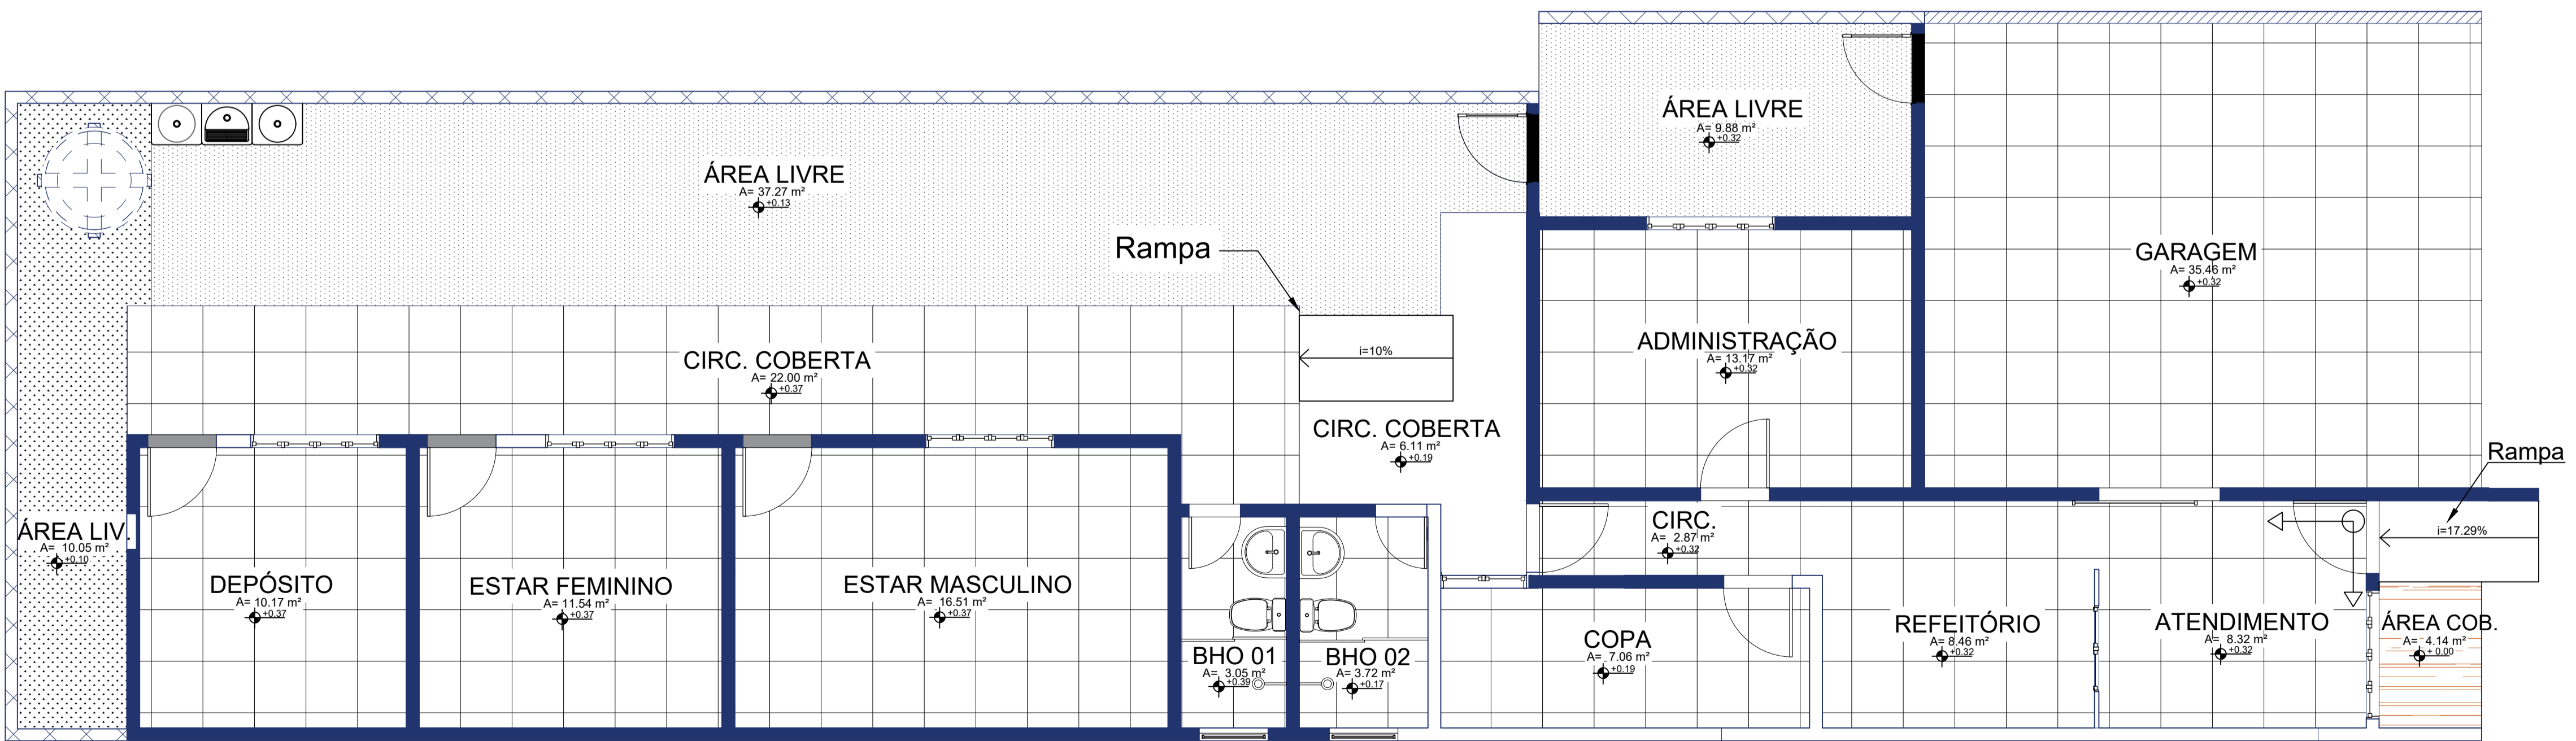 ÁREA LIVRE
A= 9.88 m²
+0.32
ÁREA LIVRE
A= 37.27 m²
+0.13
Rampa
GARAGEM
A= 35.46 m²
+0.32
ADMINISTRAÇÃO
A= 13.17 m²
+0.32
i=10%
CIRC. COBERTA
A= 22.00 m²
+0.37
CIRC. COBERTA
A= 6.11 m²
+0.19
Rampa
i=17.29%
CIRC.
A= 2.87 m²
+0.32
ÁREA LIV.
A= 10.05 m²
+0.10
DEPÓSITO
A= 10.17 m²
+0.37
ESTAR FEMININO
A= 11.54 m²
+0.37
ESTAR MASCULINO
A= 16.51 m²
+0.37
BHO 01
A= 3.05 m²
+0.39
BHO 02
A= 3.72 m²
+0.17
COPA
A= 7.06 m²
+0.19
REFEITÓRIO
A= 8.46 m²
+0.32
ATENDIMENTO
A= 8.32 m²
+0.32
ÁREA COB.
A= 4.14 m²
+ 0.00